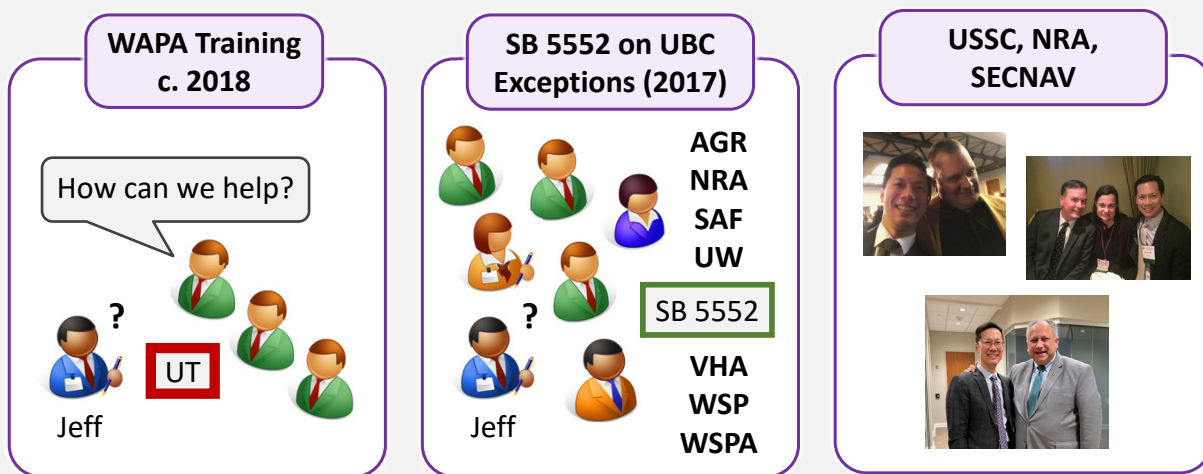 WAPA Training
c. 2018
How can we help?
?
UT
Jeff
SB 5552 on UBC
Exceptions (2017)
AGR
NRA
SAF
UW
SB 5552
VHA
WSP
WSPA
?
Jeff
USSC, NRA,
SECNAV